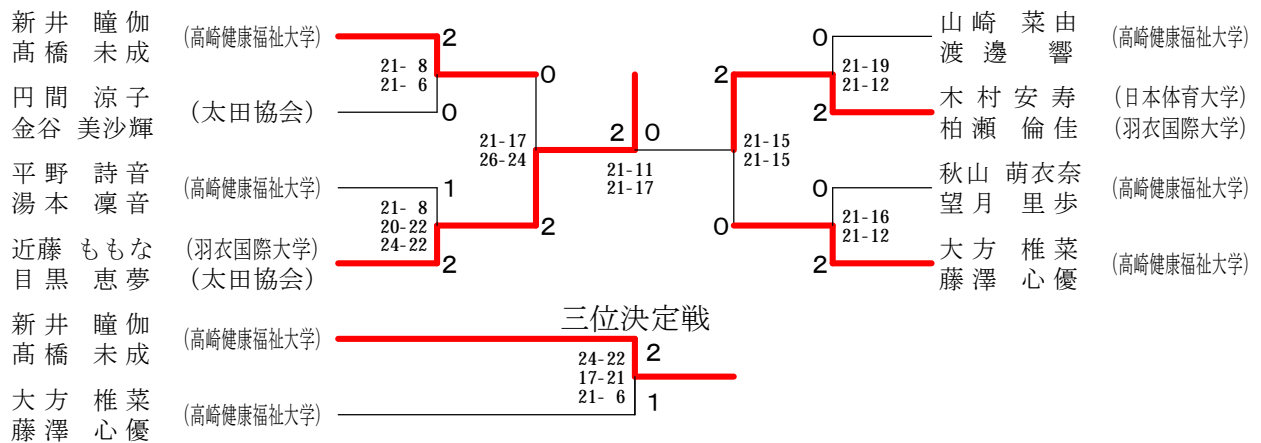 新井 瞳伽 (高崎健康福祉大学)
髙橋 未成
2
21- 8
21- 6
円間 涼子 (太田協会)
金谷 美沙輝
0
0
21-17
26-24
平野 詩音 (高崎健康福祉大学)
湯本 凜音
1
21- 8
20-22
24-22
近藤 ももな (羽衣国際大学)
目黒 恵夢 (太田協会)
2
2
2 0
21-11
21-17
山崎 菜由 (高崎健康福祉大学)
渡邊 響
0
21-19
21-12
木村 安寿 (日本体育大学)
柏瀬 倫佳 (羽衣国際大学)
2
2
21-15
21-15
秋山 萌衣奈 (高崎健康福祉大学)
望月 里歩
0
21-16
21-12
大方 椎菜 (高崎健康福祉大学)
藤澤 心優
2
0
三位決定戦
新井 瞳伽 (高崎健康福祉大学)
髙橋 未成
2
24-22
17-21
21- 6
大方 椎菜 (高崎健康福祉大学)
藤澤 心優
1